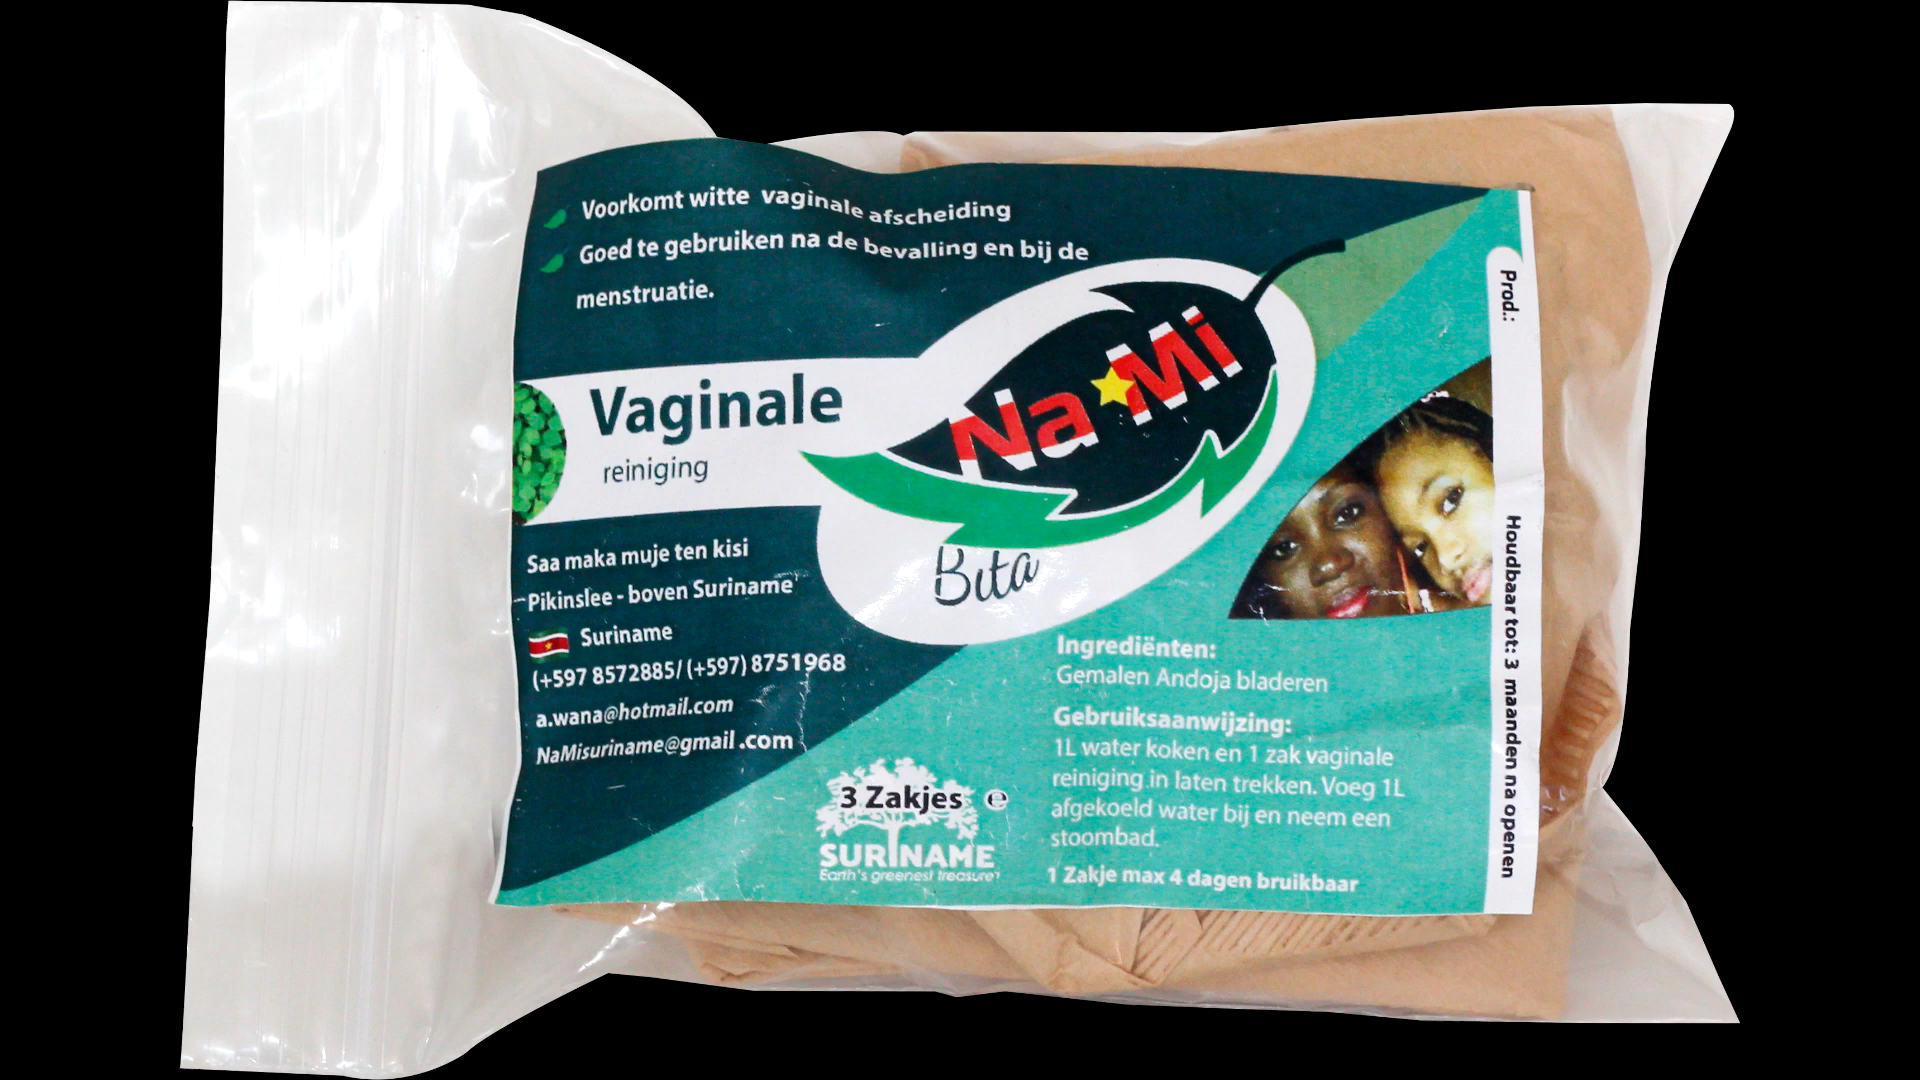 Voorkomt witte vaginale afscheiding
Goed te gebruiken na de bevalling en bij de
menstruatie.
Vaginale
reiniging
Na Mi
Bita
Saa maka muje ten kisi
Pikinslee - boven Suriname
Suriname
(+597 8572885/ (+597) 8751968
a.wana@hotmail.com
NaMisuriname@gmail .com
3 Zakjes ℮
SURINAME
Earth's greenest treasure
Ingrediënten:
Gemalen Andoja bladeren
Gebruiksaanwijzing:
1L water koken en 1 zak vaginale
reiniging in laten trekken. Voeg 1L
afgekoeld water bij en neem een
stoombad.
1 Zakje max 4 dagen bruikbaar
Prod.:
Houdbaar tot: 3 maanden na openen